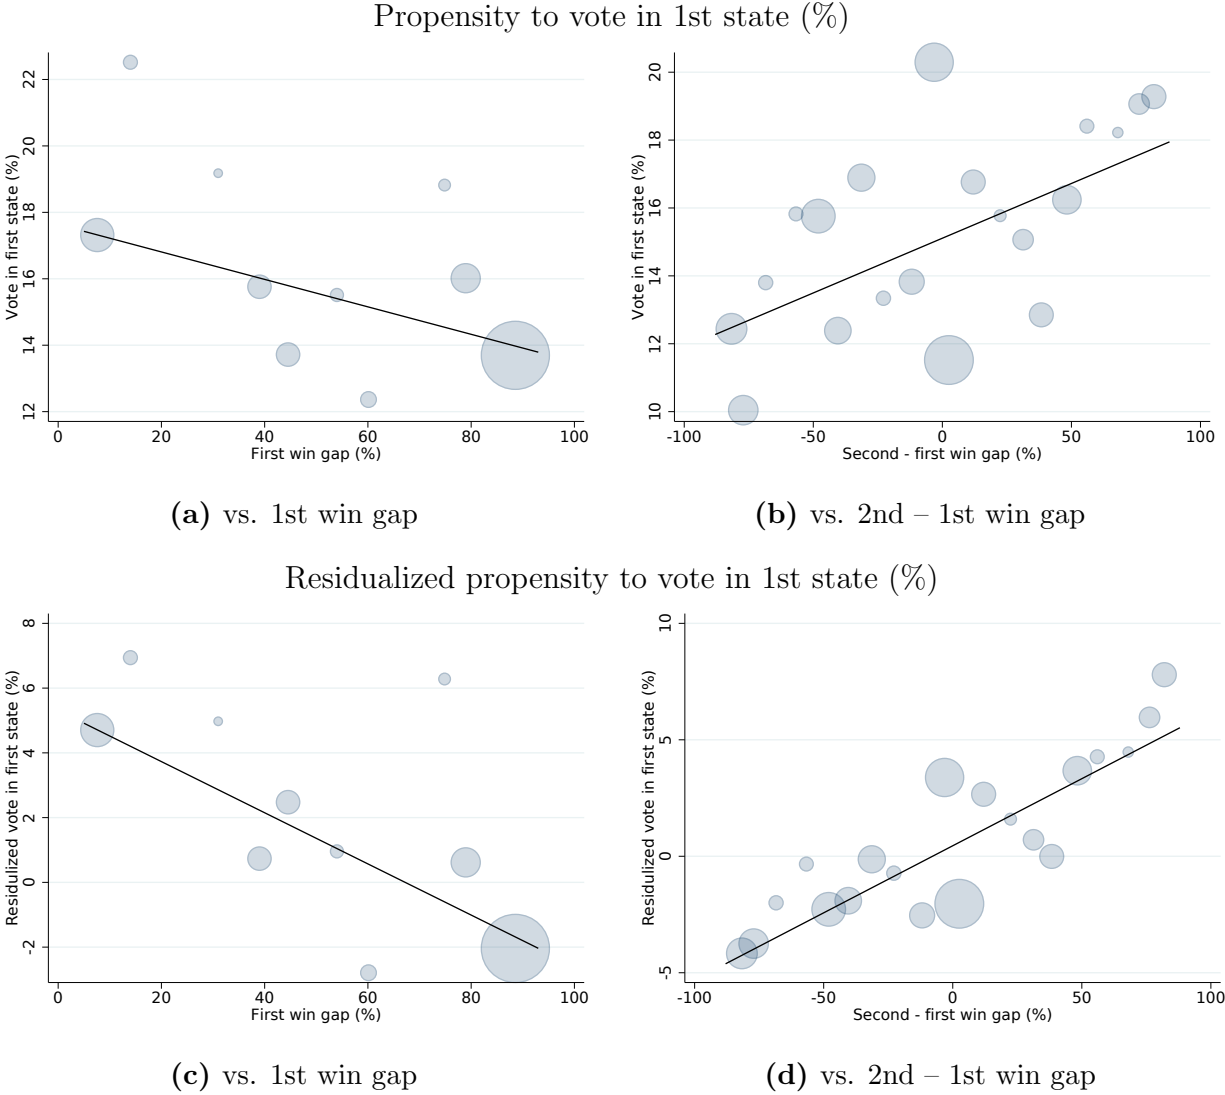 Propensity to vote in 1st state (%)
Vote in first state (%)
22
20
18
16
14
12
0 20 40 60 80 100
First win gap (%)
(a) vs. 1st win gap
Vote in first state (%)
20
18
16
14
12
10
-100 -50 0 50 100
Second - first win gap (%)
(b) vs. 2nd – 1st win gap
Residualized propensity to vote in 1st state (%)
Residulized vote in first state (%)
8
6
4
2
0
-2
0 20 40 60 80 100
First win gap (%)
(c) vs. 1st win gap
Residulized vote in first state (%)
10
5
0
-5
-100 -50 0 50 100
Second - first win gap (%)
(d) vs. 2nd – 1st win gap